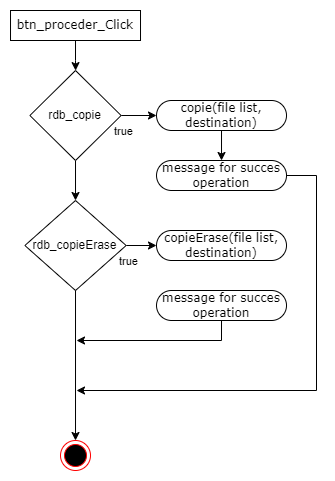 btn_proceder_Click
rdb_copie
true
copie(file list,
destination)
message for succes
operation
rdb_copieErase
true
copieErase(file list,
destination)
message for succes
operation